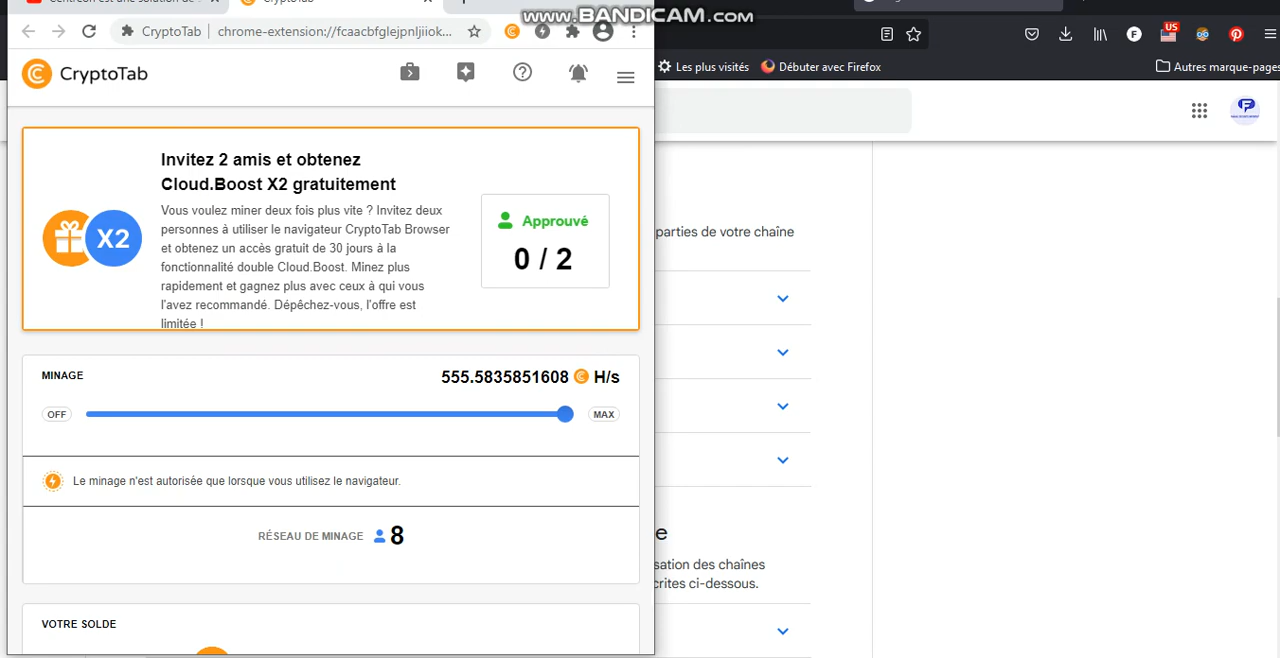 www.BANDICAM.com
CryptoTab
CryptoTab
chrome-extension://fcaacbfglejpnljiiok...
US
F
Les plus visités
Débuter avec Firefox
Autres marque-pages
CryptoTab
F
Invitez 2 amis et obtenez
Cloud.Boost X2 gratuitement
Vous voulez miner deux fois plus vite ? Invitez deux
personnes à utiliser le navigateur CryptoTab Browser
et obtenez un accès gratuit de 30 jours à la
fonctionnalité double Cloud.Boost. Minez plus
rapidement et gagnez plus avec ceux à qui vous
l'avez recommandé. Dépêchez-vous, l'offre est
limitée !
X2
Approuvé
0 / 2
parties de votre chaîne
MINAGE
555.5835851608 H/s
OFF
MAX
Le minage n'est autorisée que lorsque vous utilisez le navigateur.
RÉSEAU DE MINAGE 8
e
sation des chaînes
crites ci-dessous.
VOTRE SOLDE